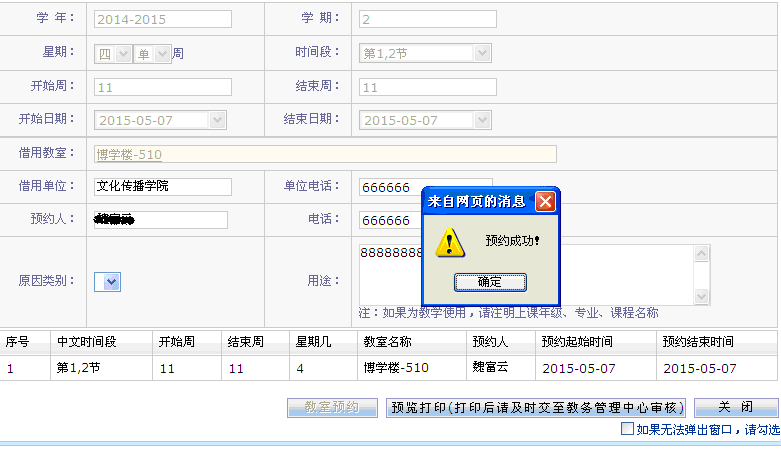 学 年： 2014-2015 学 期： 2
星期： 四 单 周 时间段： 第1,2节
开始周： 11 结束周： 11
开始日期： 2015-05-07 结束日期： 2015-05-07
借用教室： 博学楼-510
借用单位： 文化传播学院 单位电话： 666666
预约人： 电话： 666666
来自网页的消息
预约成功!
确定
原因类别： 用途： 88888888
注：如果为教学使用，请注明上课年级、专业、课程名称
序号 中文时间段 开始周 结束周 星期几 教室名称 预约人 预约起始时间 预约结束时间
1 第1,2节 11 11 4 博学楼-510 魏富云 2015-05-07 2015-05-07
教室预约 预览打印(打印后请及时交至教务管理中心审核) 关 闭
如果无法弹出窗口，请勾选